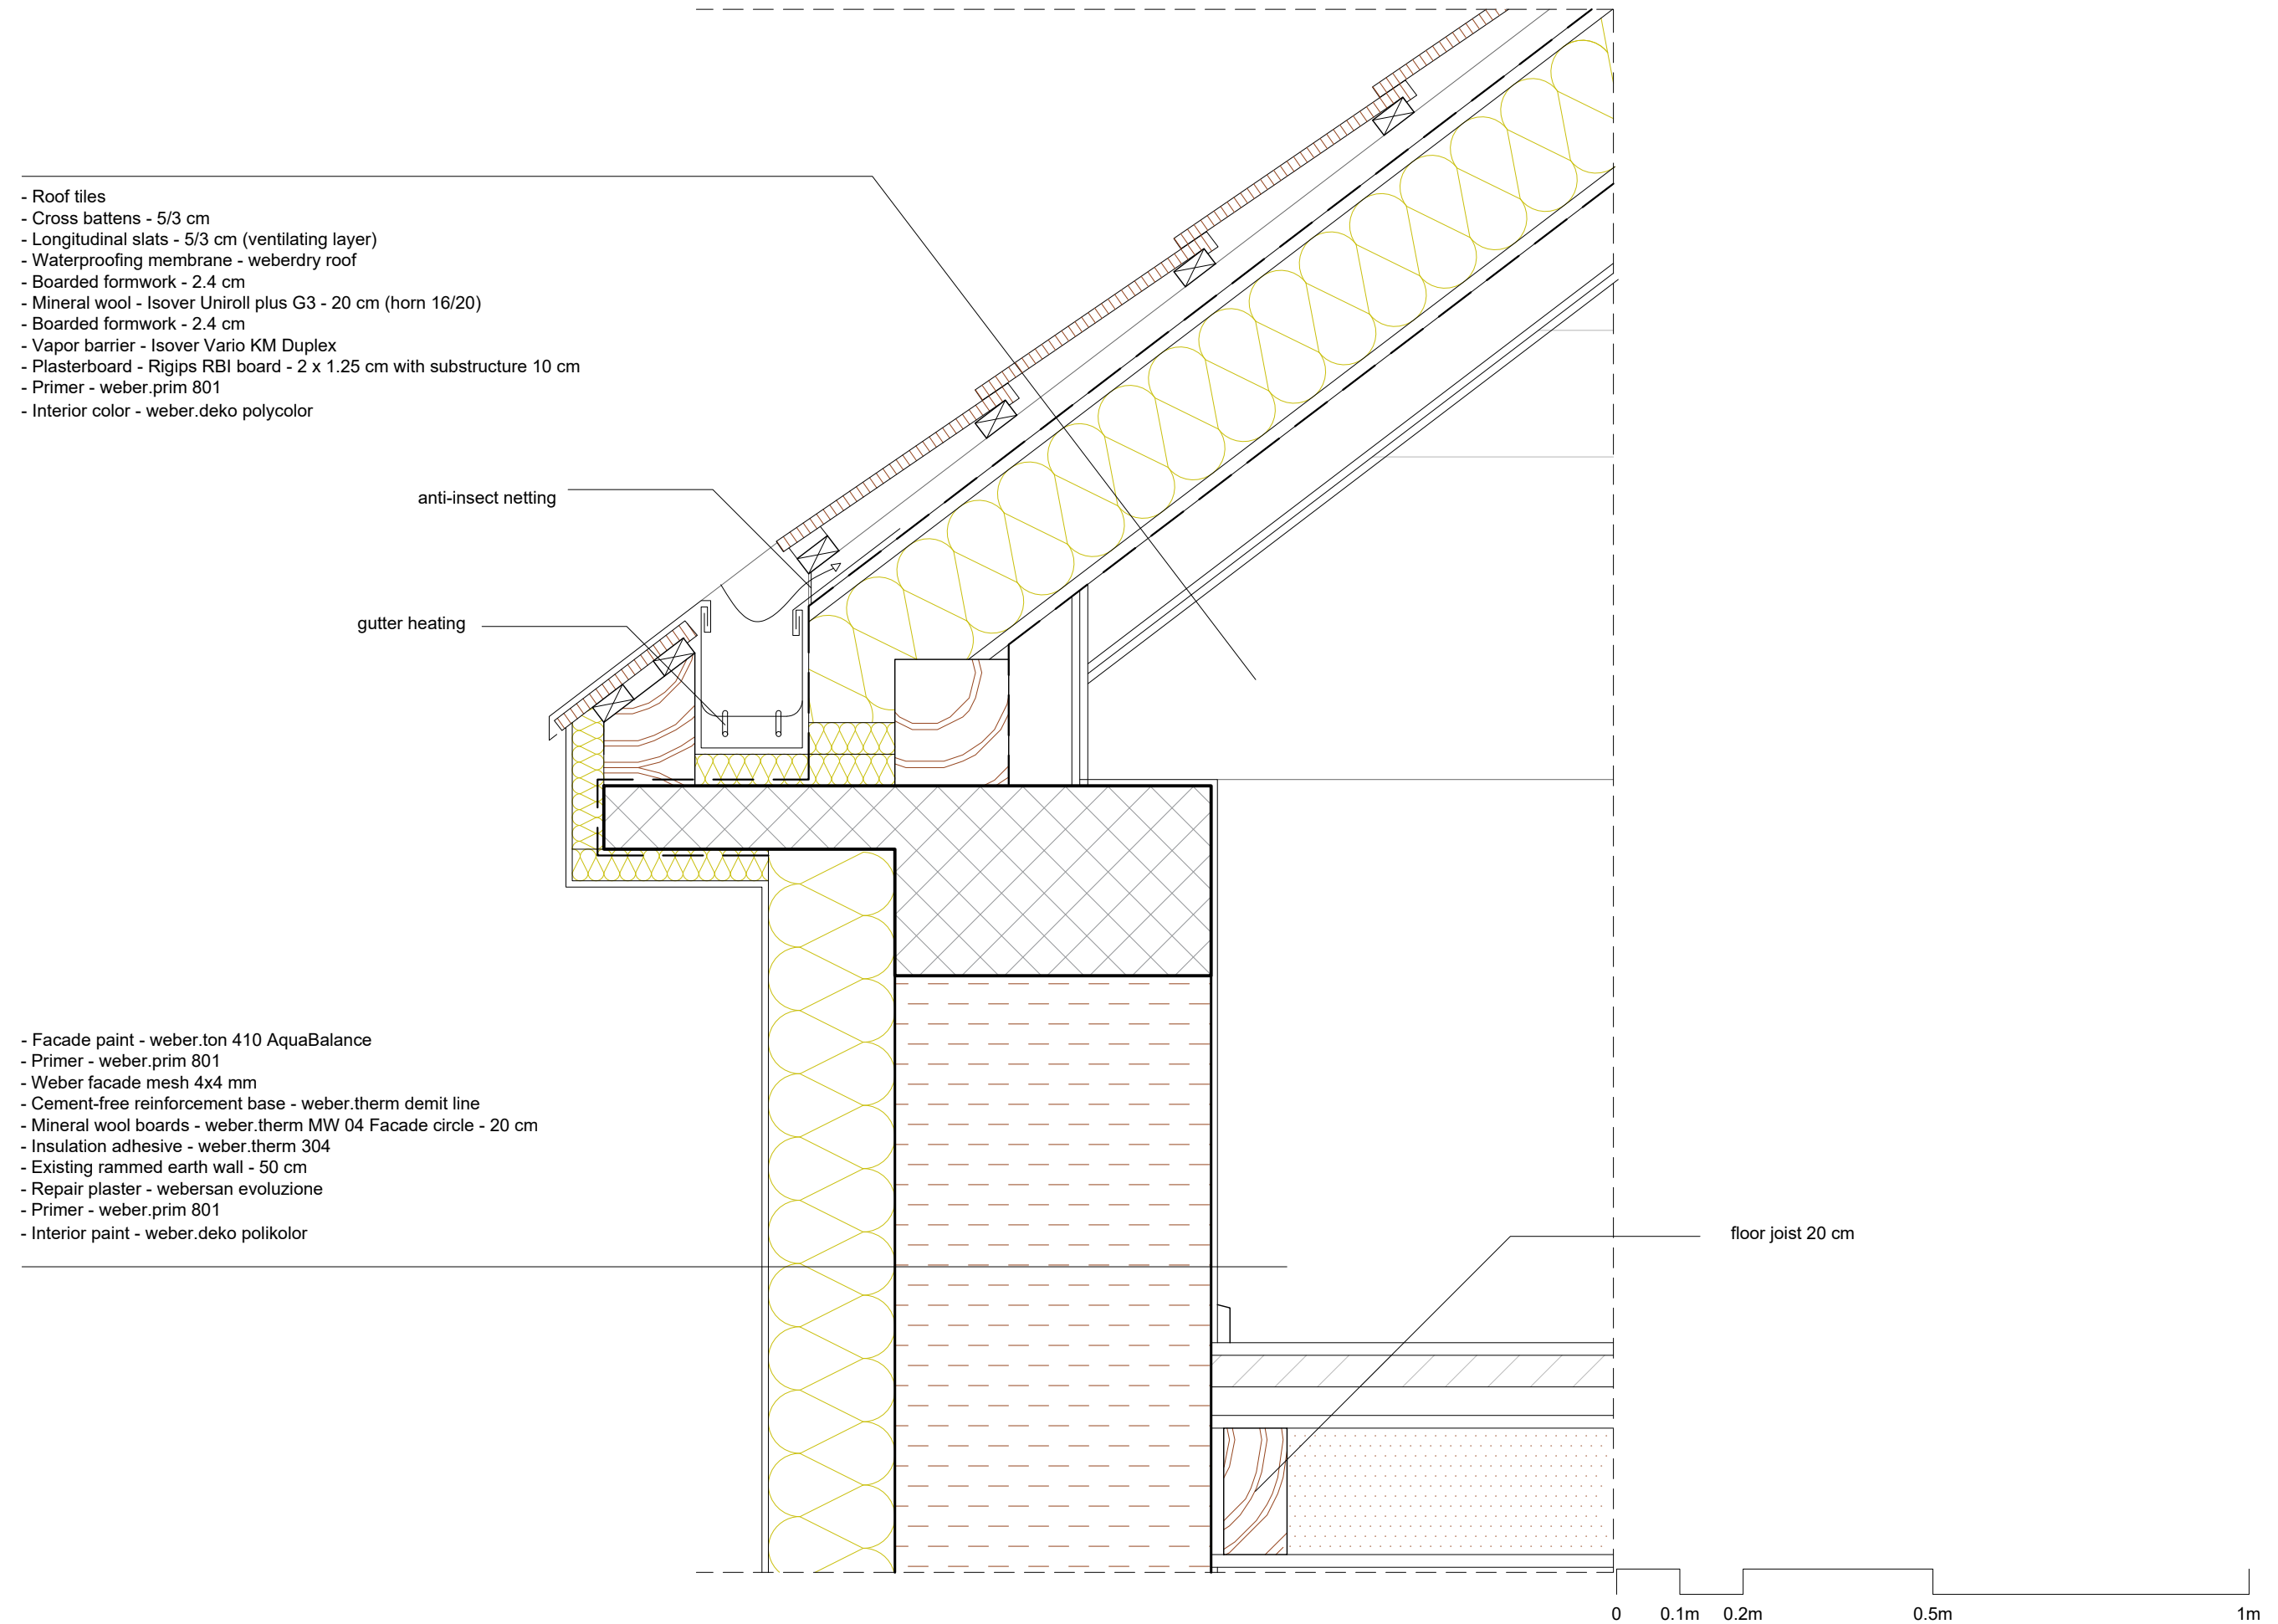 - Roof tiles
- Cross battens - 5/3 cm
- Longitudinal slats - 5/3 cm (ventilating layer)
- Waterproofing membrane - weberdry roof
- Boarded formwork - 2.4 cm
- Mineral wool - Isover Uniroll plus G3 - 20 cm (horn 16/20)
- Boarded formwork - 2.4 cm
- Vapor barrier - Isover Vario KM Duplex
- Plasterboard - Rigips RBI board - 2 x 1.25 cm with substructure 10 cm
- Primer - weber.prim 801
- Interior color - weber.deko polycolor
anti-insect netting
gutter heating
- Facade paint - weber.ton 410 AquaBalance
- Primer - weber.prim 801
- Weber facade mesh 4x4 mm
- Cement-free reinforcement base - weber.therm demit line
- Mineral wool boards - weber.therm MW 04 Facade circle - 20 cm
- Insulation adhesive - weber.therm 304
- Existing rammed earth wall - 50 cm
- Repair plaster - webersan evoluzione
- Primer - weber.prim 801
- Interior paint - weber.deko polikolor
floor joist 20 cm
0 0.1m 0.2m 0.5m 1m